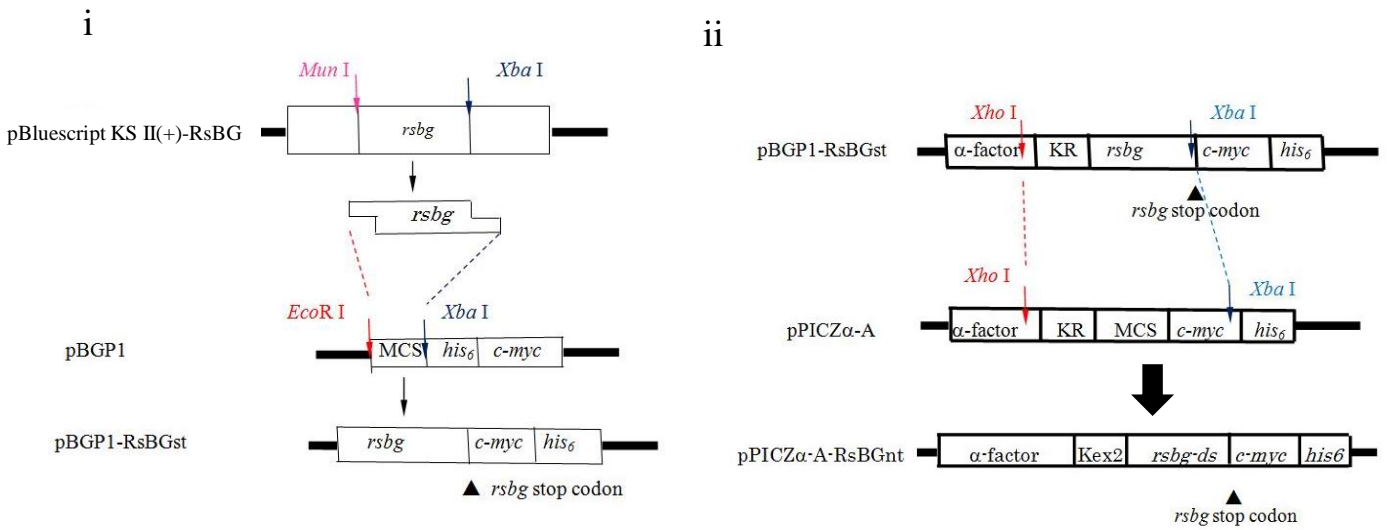 i
Mun I Xba I
pBluescript KS II(+)-RsBG
rsbg
rsbg
EcoR I Xba I
pBGP1
MCS his6 c-myc
pBGP1-RsBGst
rsbg c-myc his6
▲ rsbg stop codon
ii
Xho I Xba I
pBGP1-RsBGst
α-factor KR rsbg c-myc his6
▲
rsbg stop codon
Xho I Xba I
pPICZα-A
α-factor KR MCS c-myc his6
pPICZα-A-RsBGnt
α-factor Kex2 rsbg-ds c-myc his6
▲
rsbg stop codon